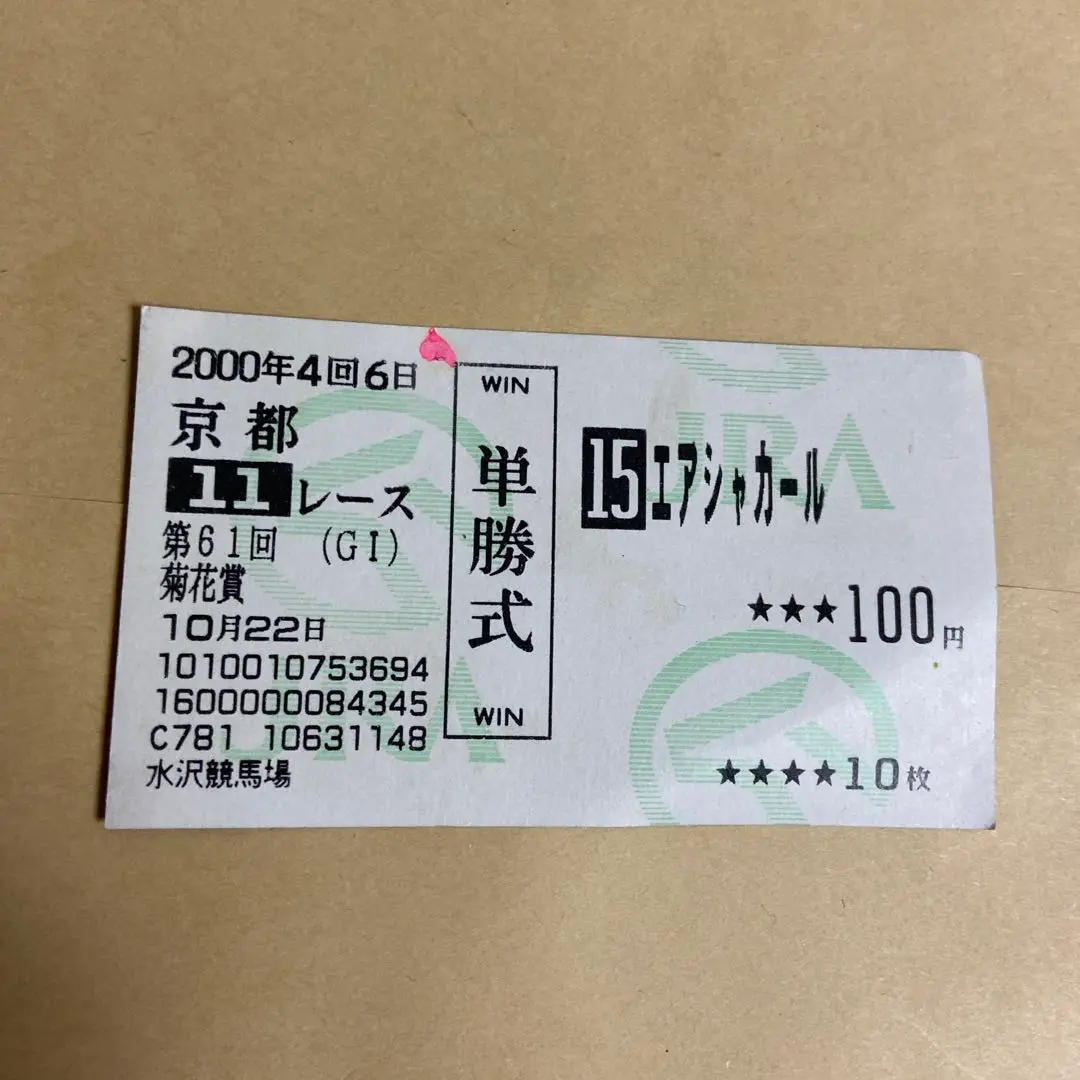 2000年4回6日
京都
11レース
第61回 (GI)
菊花賞
10月22日
1010010753694
1600000084345
C781 10631148
水沢競馬場
WIN
単勝式
WIN
JRA
15エアシャカール
★★★100円
★★★★10枚
JRA